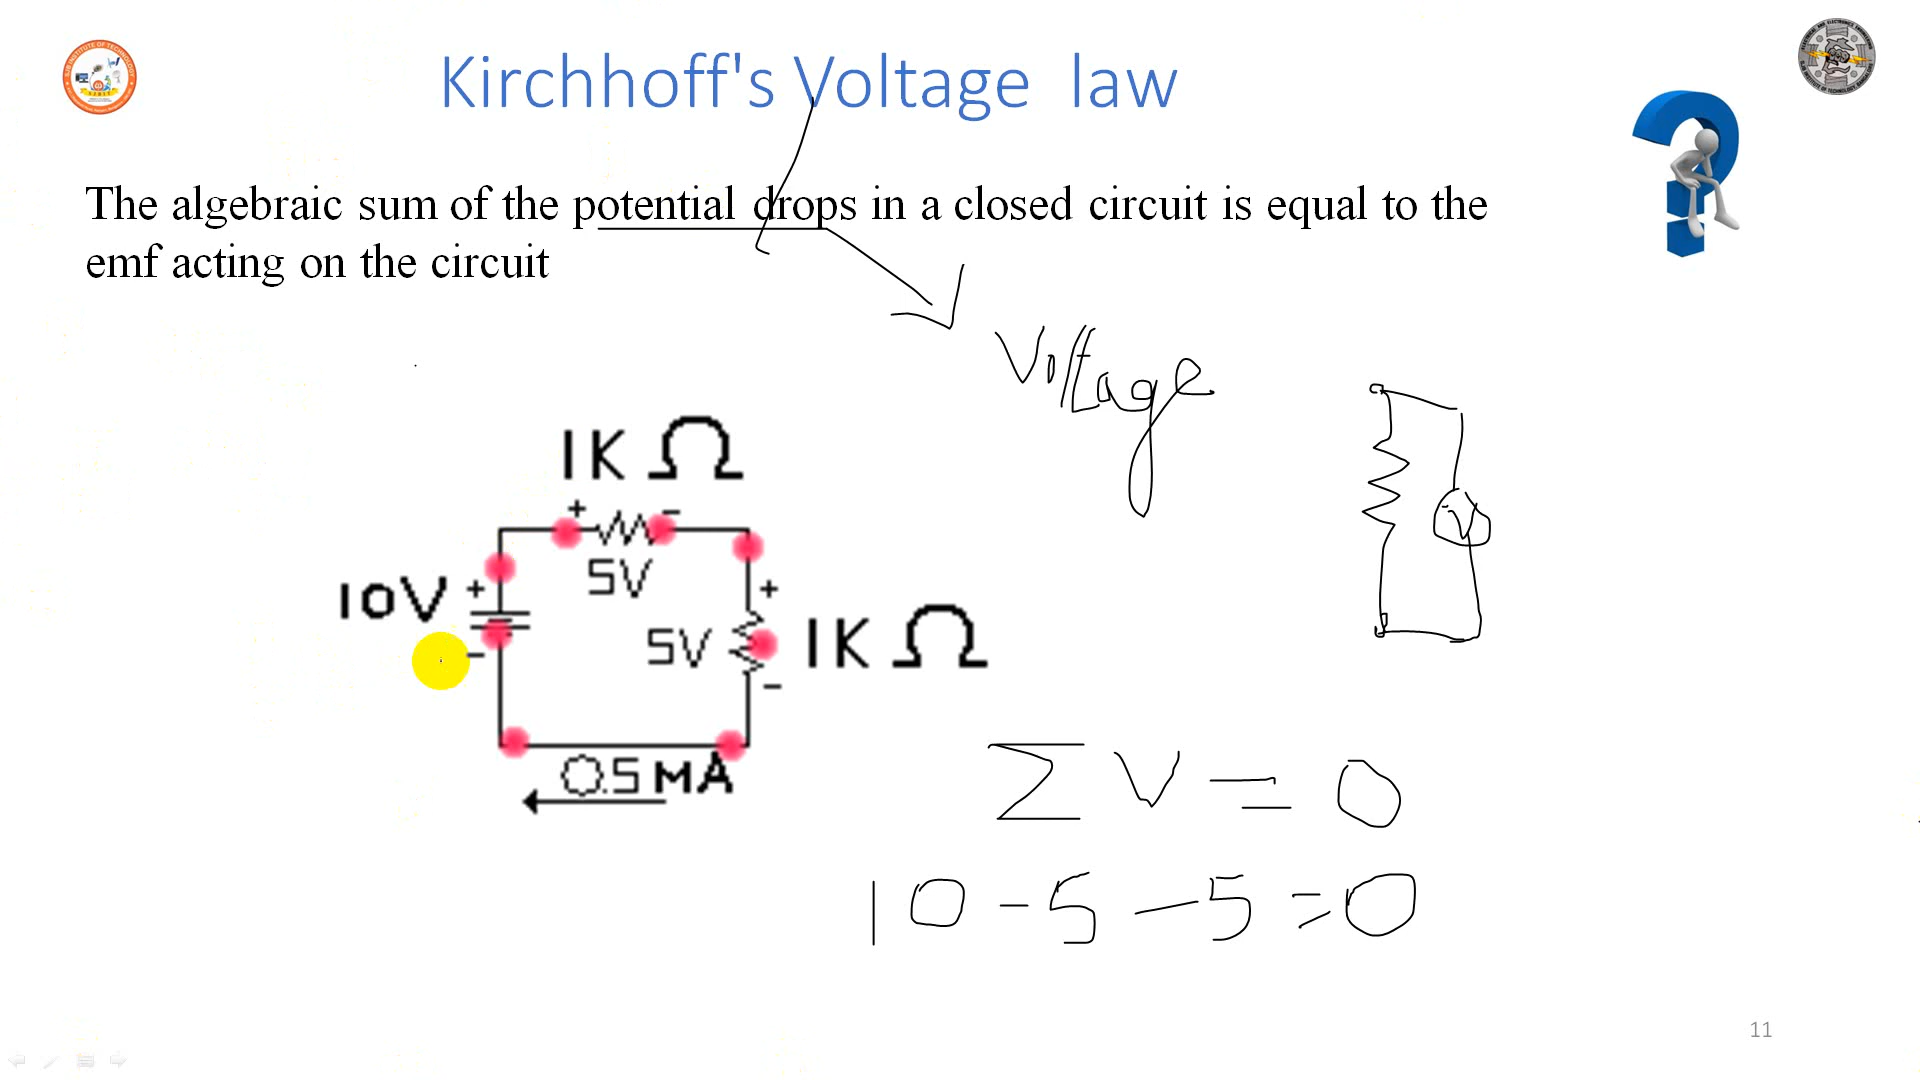 Kirchhoff's Voltage law
The algebraic sum of the potential drops in a closed circuit is equal to the
emf acting on the circuit
Voltage
1K Ω
+ -
5V
10V +
-
+
5V
1K Ω
-
0.5 MA
V
Σ V = 0
10 - 5 - 5 = 0
11